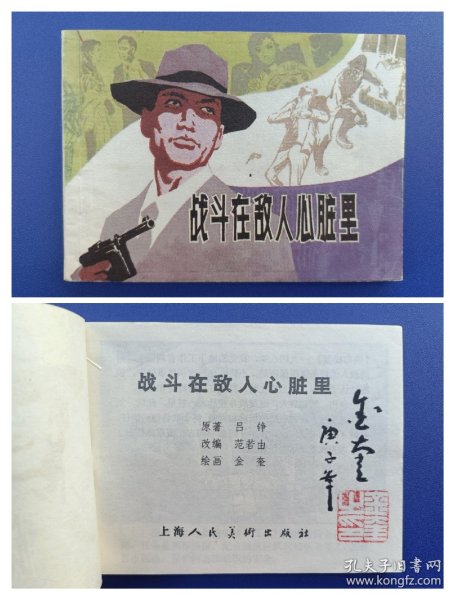 战斗在敌人心脏里
战斗在敌人心脏里
原著 吕铮
改编 范若由
绘画 金奎
金奎
庚子年
上海人民美術出版社
孔夫子旧书网
www.kongfz.com